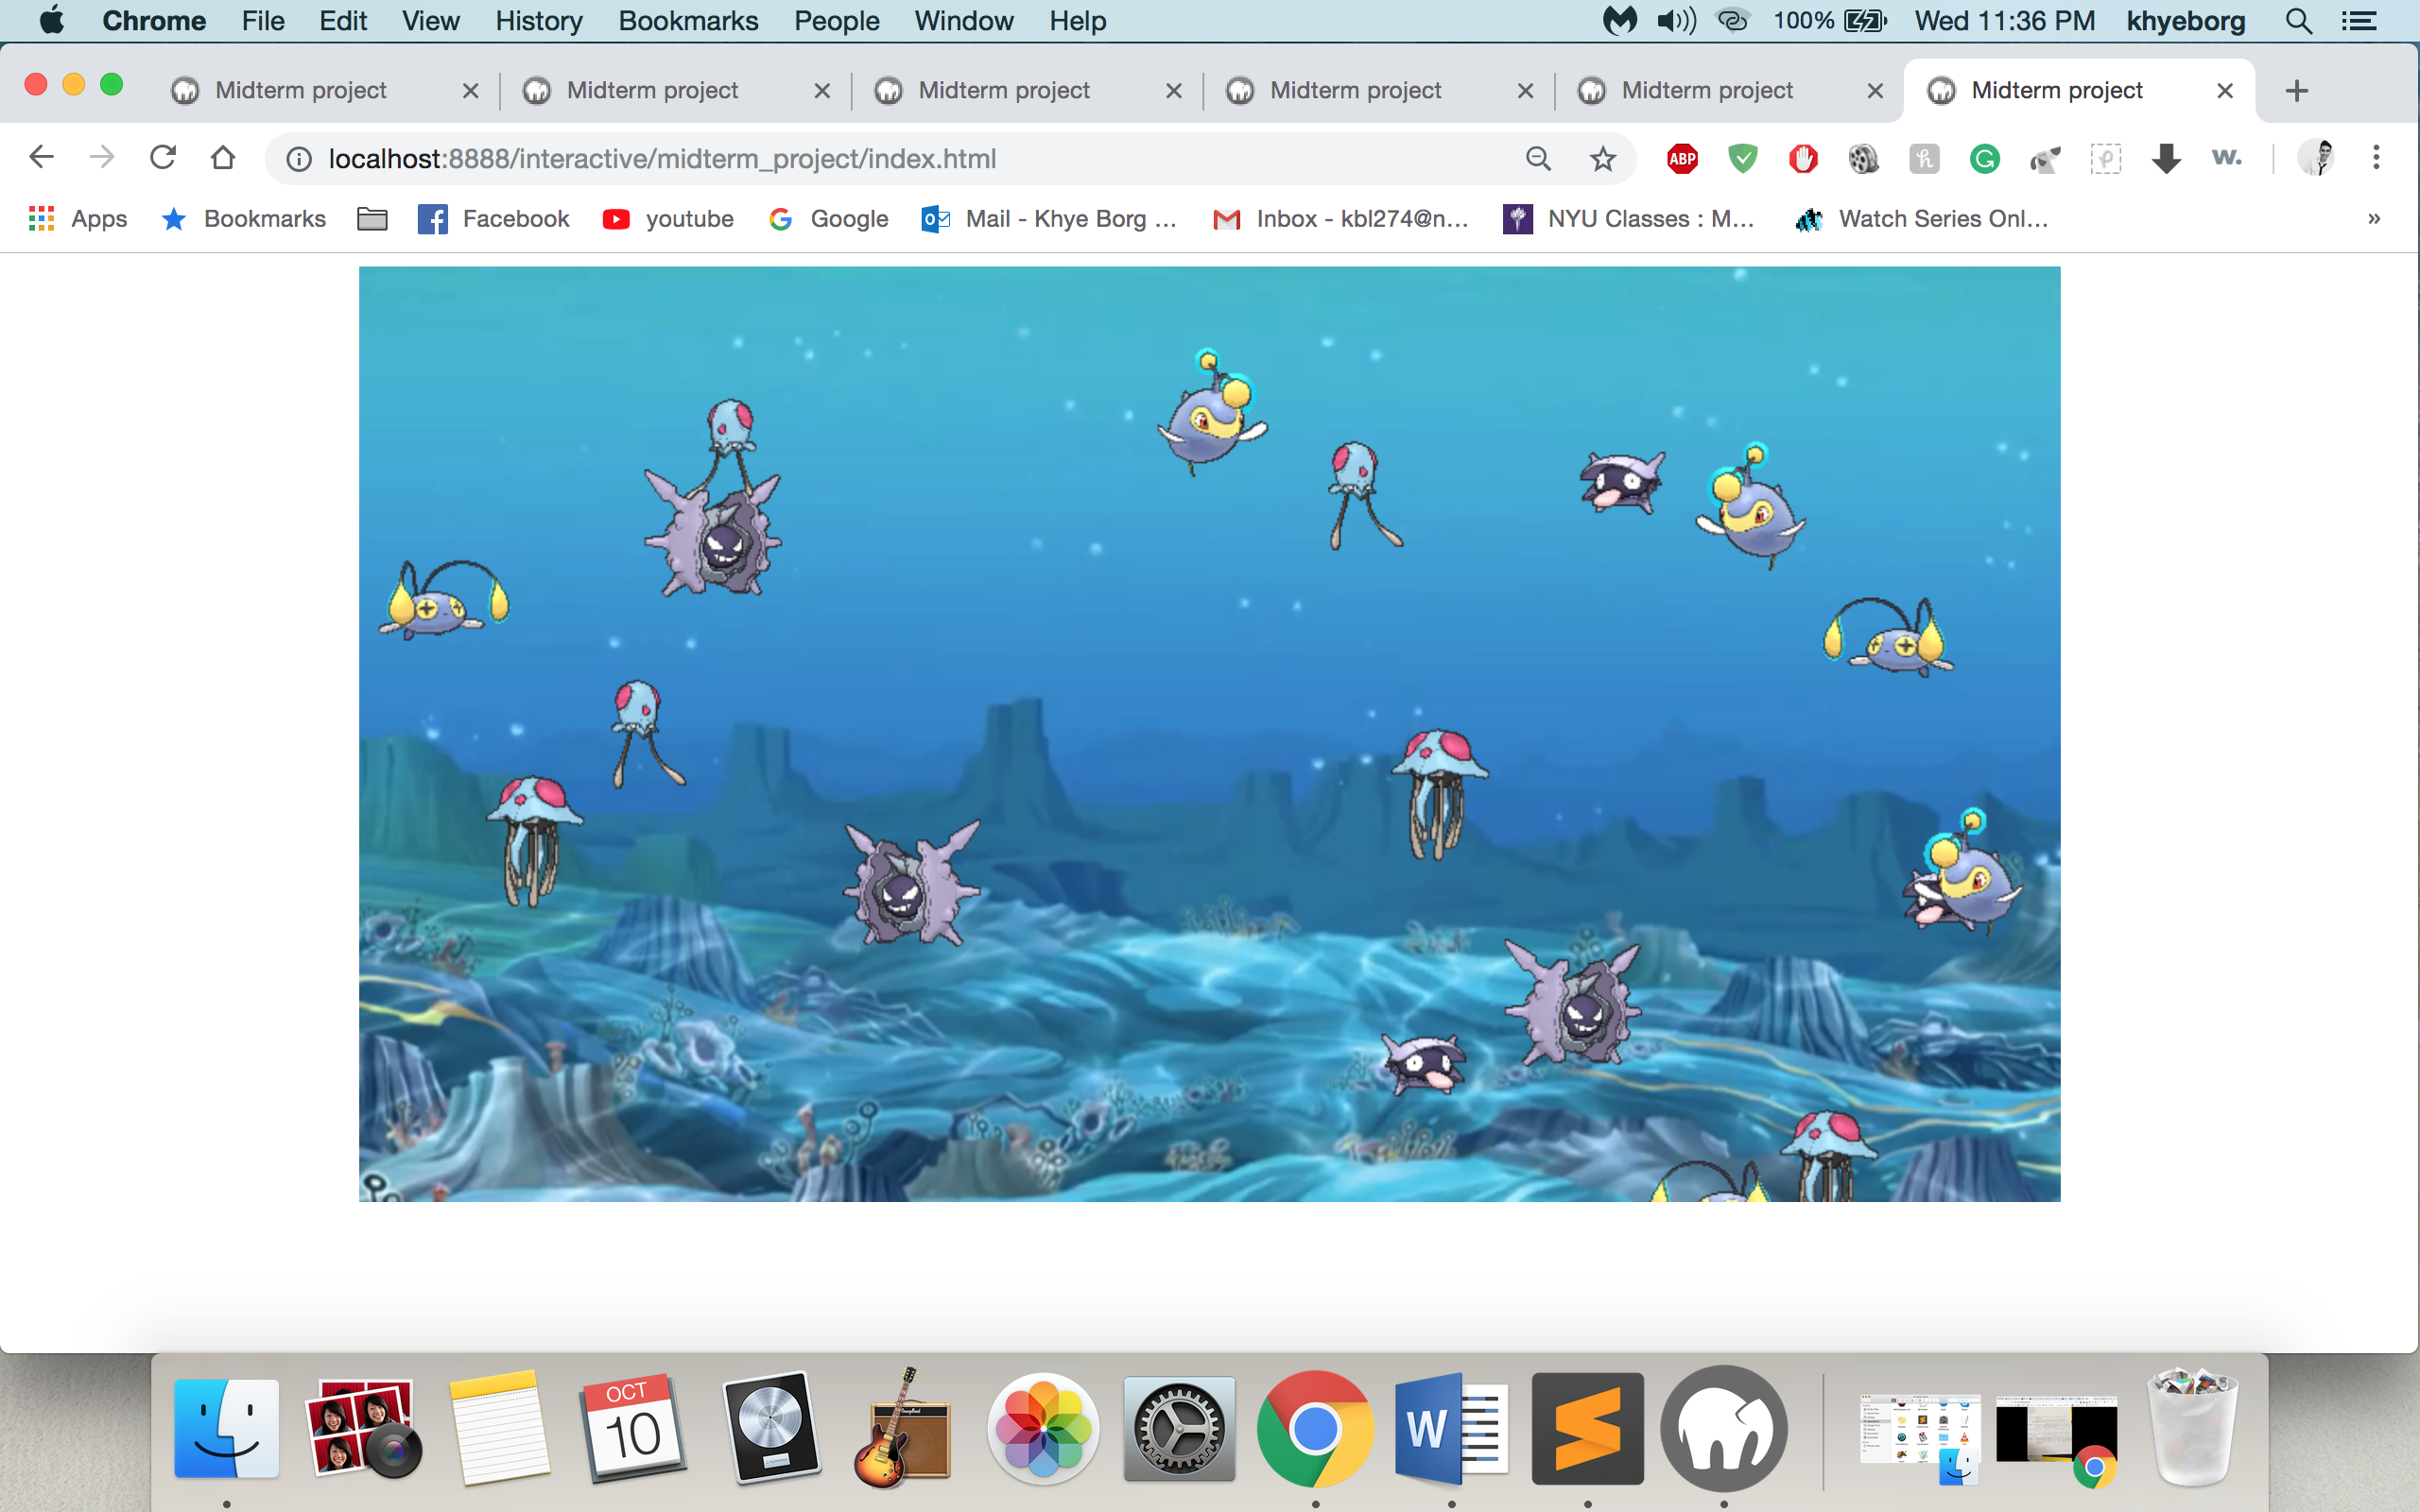 Chrome File Edit View History Bookmarks People Window Help 100% Wed 11:36 PM khyeborg
Midterm project Midterm project Midterm project Midterm project Midterm project Midterm project
localhost:8888/interactive/midterm_project/index.html ABP h G p w.
Apps Bookmarks Facebook youtube Google Mail - Khye Borg ... Inbox - kbl274@n... NYU Classes : M... Watch Series Onl... »
OCT
10
W